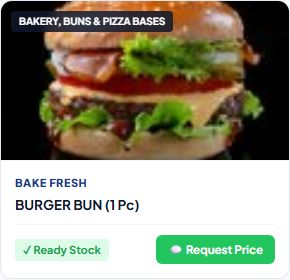 BAKERY, BUNS & PIZZA BASES
BAKE FRESH
BURGER BUN (1 Pc)
✓ Ready Stock
Request Price